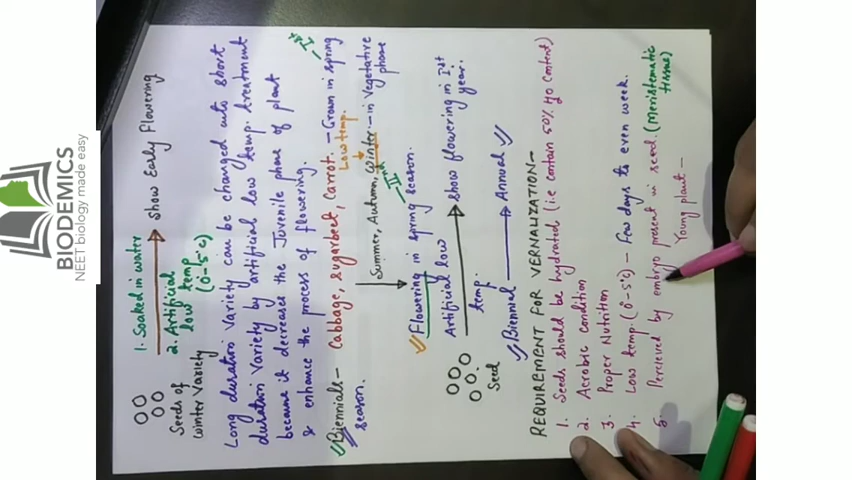 BIODEMICS
NEET biology made easy
1. Soaked in water
2. Artificial low temp (0-5°C)
Show Early Flowering
Seeds of
Winter Variety
Long duration variety can be changed into short
duration variety by artificial low temp. treatment
because it decreases the Juvenile phase of plant
& enhance the process of flowering.
Biennials - Cabbage, sugarbeet, Carrot. - Grown in spring
season.
Ist
Low temp.
Summer, Autumn, winter - in Vegetative
phase
IInd
Flowering in spring season.
Seed
Artificial low
temp.
Show flowering in Ist
year.
Biennial
Annual
REQUIREMENT FOR VERNALIZATION-
1. Seeds should be hydrated, (i.e contain 50% H2O content)
2. Aerobic condition
3. Proper Nutrition
4. Low temp. (0-5°C) - Few days to even week.
5. Percieved by embryo present in seed. (Meristematic
tissue)
Young plant -